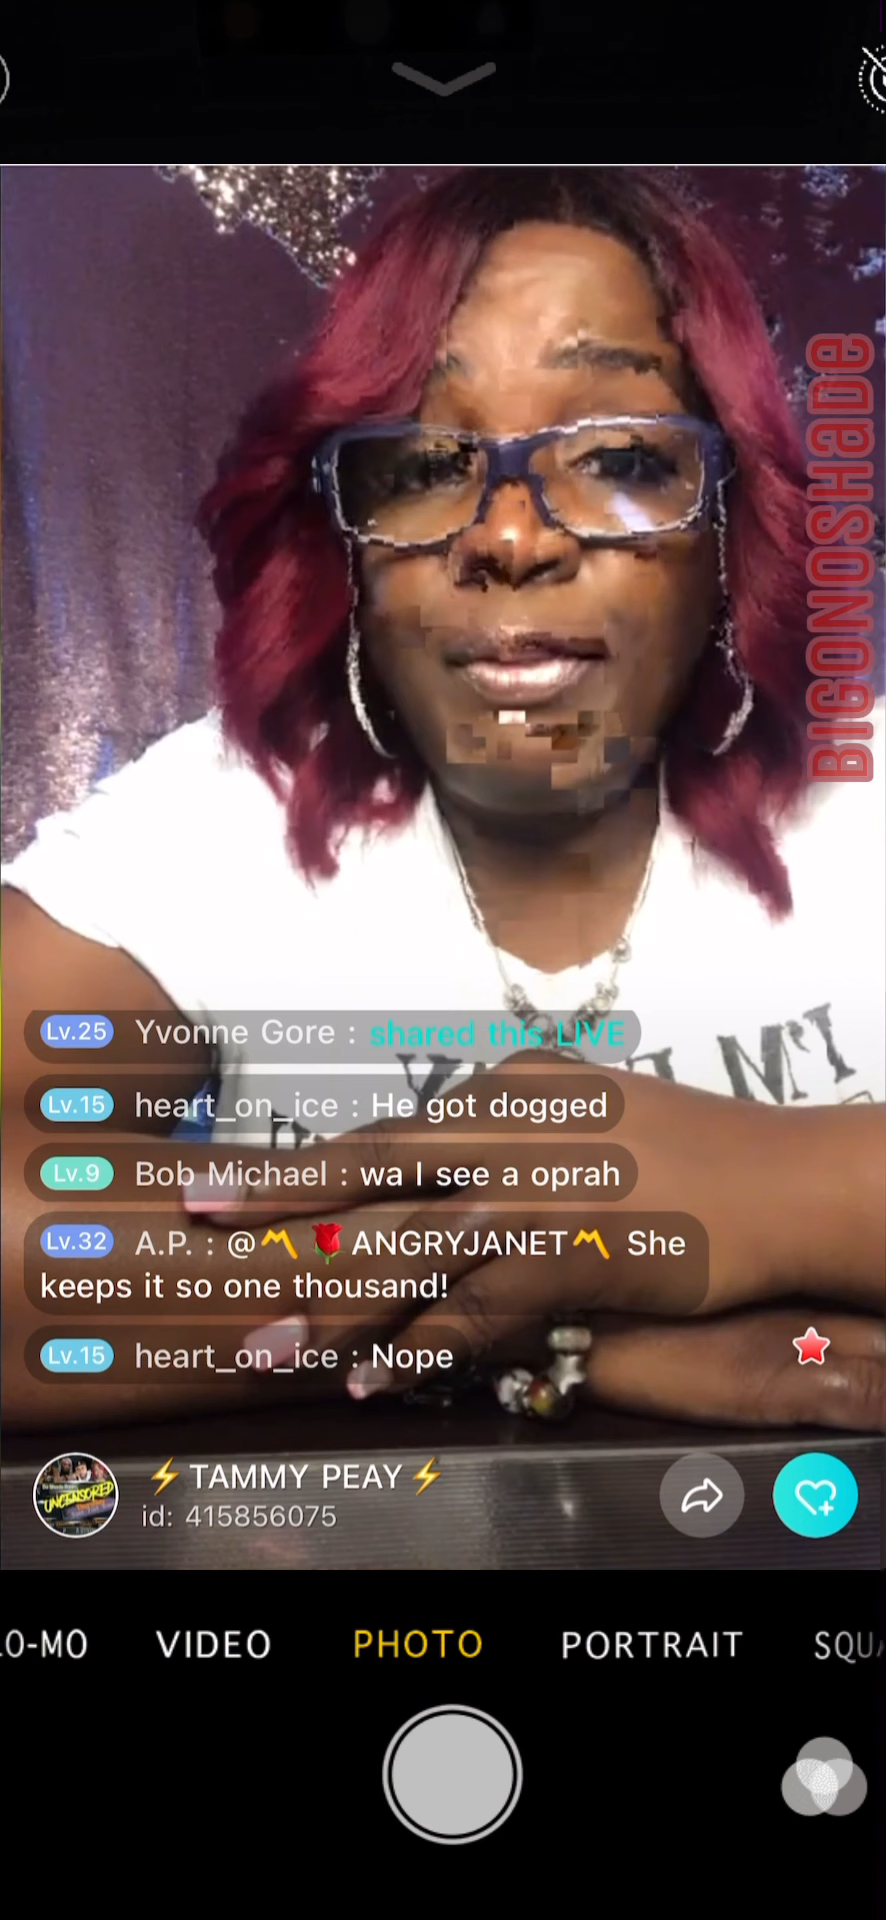 BIGONOSHADE
Lv.25 Yvonne Gore : shared this LIVE
Lv.15 heart_on_ice : He got dogged
Lv.9 Bob Michael : wa I see a oprah
Lv.32 A.P. : @〽️🌹ANGRYJANET〽️ She
keeps it so one thousand!
Lv.15 heart_on_ice : Nope
UNCENSORED
⚡TAMMY PEAY⚡
id: 415856075
VIDEO PHOTO PORTRAIT